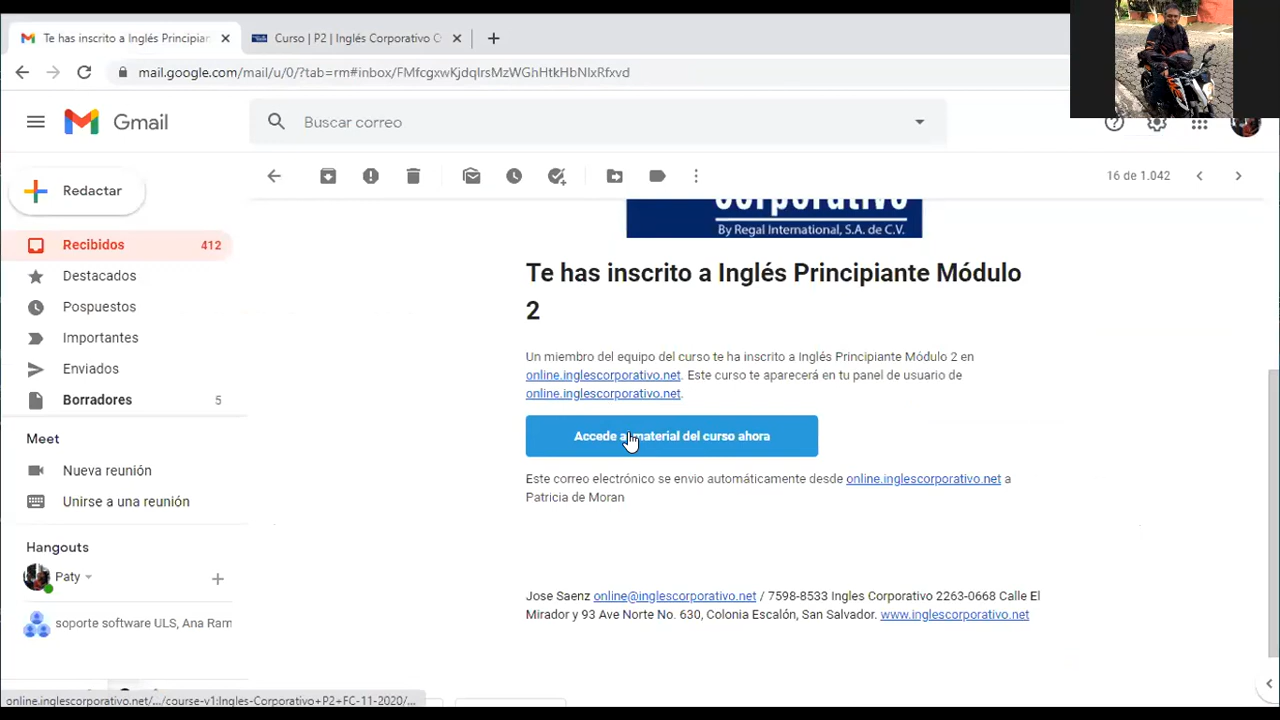 Te has inscrito a Inglés Principian
Curso | P2 | Inglés Corporativo C
mail.google.com/mail/u/0/?tab=rm#inbox/FMfcgxwKjdqIrsMzWGhHtkHbNlxRfxvd
Gmail
Buscar correo
Redactar
16 de 1.042
Recibidos 412
Destacados
Pospuestos
Importantes
Enviados
Borradores 5
Meet
Nueva reunión
Unirse a una reunión
Hangouts
Paty
soporte software ULS, Ana Ram
corporativo
By Regal International, S.A. de C.V.
Te has inscrito a Inglés Principiante Módulo
2
Un miembro del equipo del curso te ha inscrito a Inglés Principiante Módulo 2 en
online.inglescorporativo.net. Este curso te aparecerá en tu panel de usuario de
online.inglescorporativo.net.
Accede al material del curso ahora
Este correo electrónico se envio automáticamente desde online.inglescorporativo.net a
Patricia de Moran
Jose Saenz online@inglescorporativo.net / 7598-8533 Ingles Corporativo 2263-0668 Calle El
Mirador y 93 Ave Norte No. 630, Colonia Escalón, San Salvador. www.inglescorporativo.net
online.inglescorporativo.net/.../course-v1:Ingles-Corporativo+P2+FC-11-2020/...